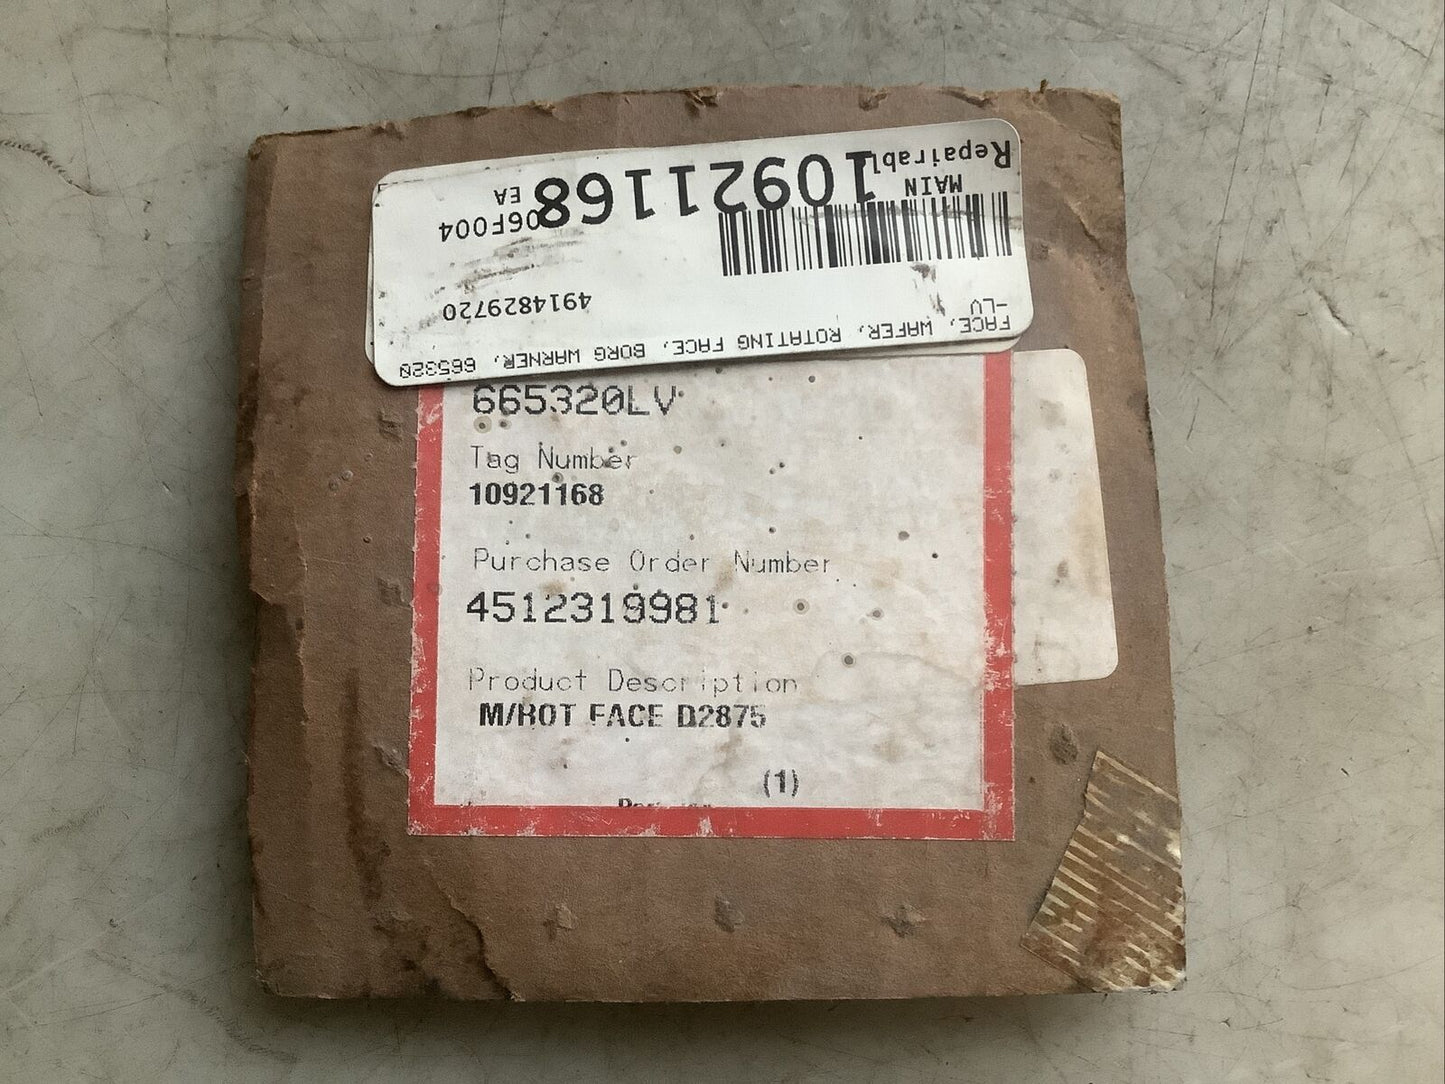 Repairabl
MAIN
10921168
EA
06F004
4914829720
FACE, WAFER, ROTATING FACE, BORG WARNER, 665320
-LV
665320LV
Tag Number
10921168
Purchase Order Number
4512319981
Product Description
M/ROT FACE D2875
(1)